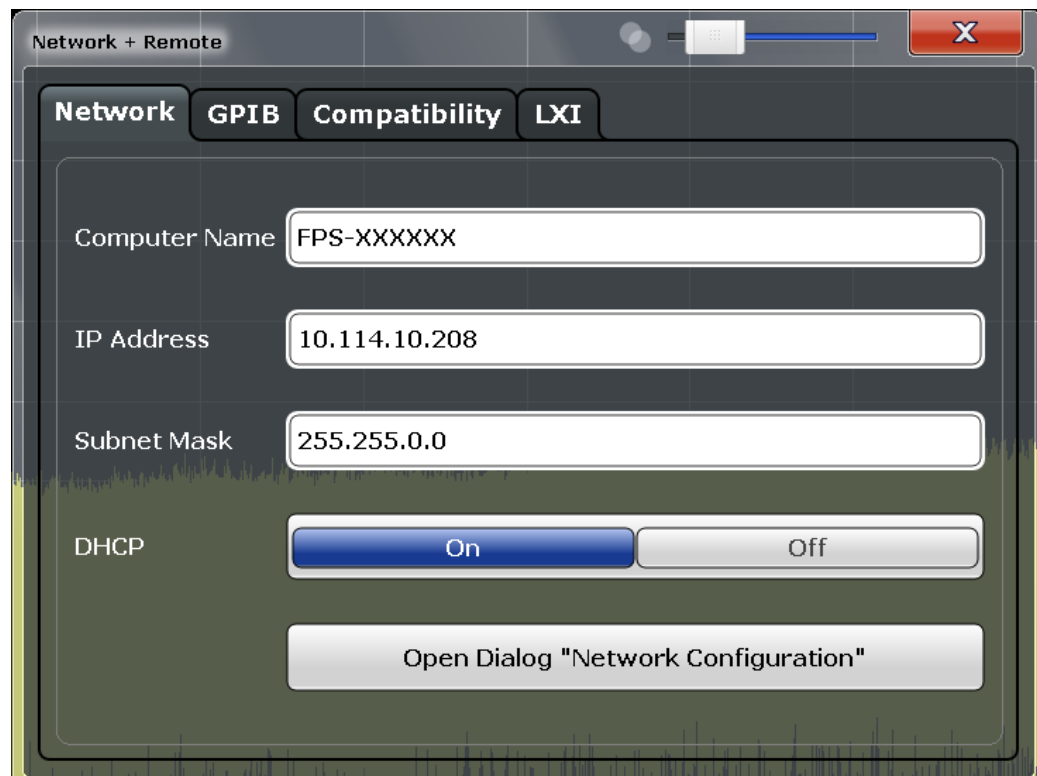 Network + Remote
X
Network GPIB Compatibility LXI
Computer Name FPS-XXXXXX
IP Address 10.114.10.208
Subnet Mask 255.255.0.0
DHCP On Off
Open Dialog "Network Configuration"